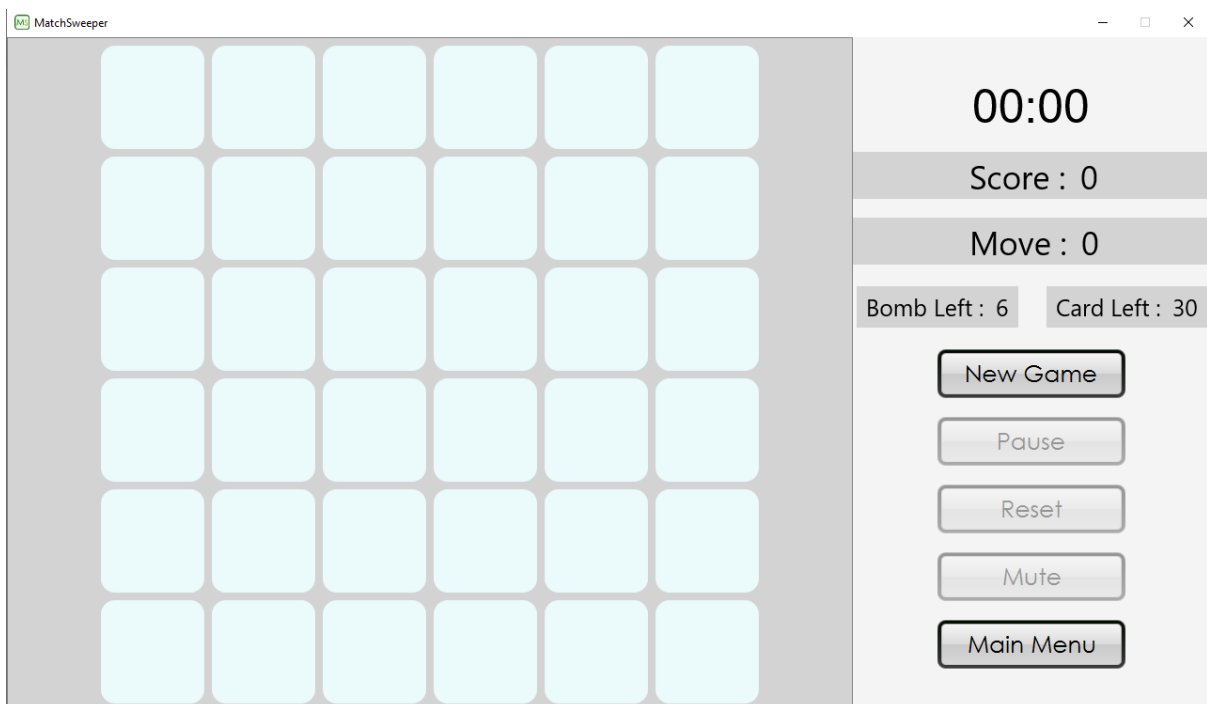 MatchSweeper
00:00
Score : 0
Move : 0
Bomb Left : 6
Card Left : 30
New Game
Pause
Reset
Mute
Main Menu